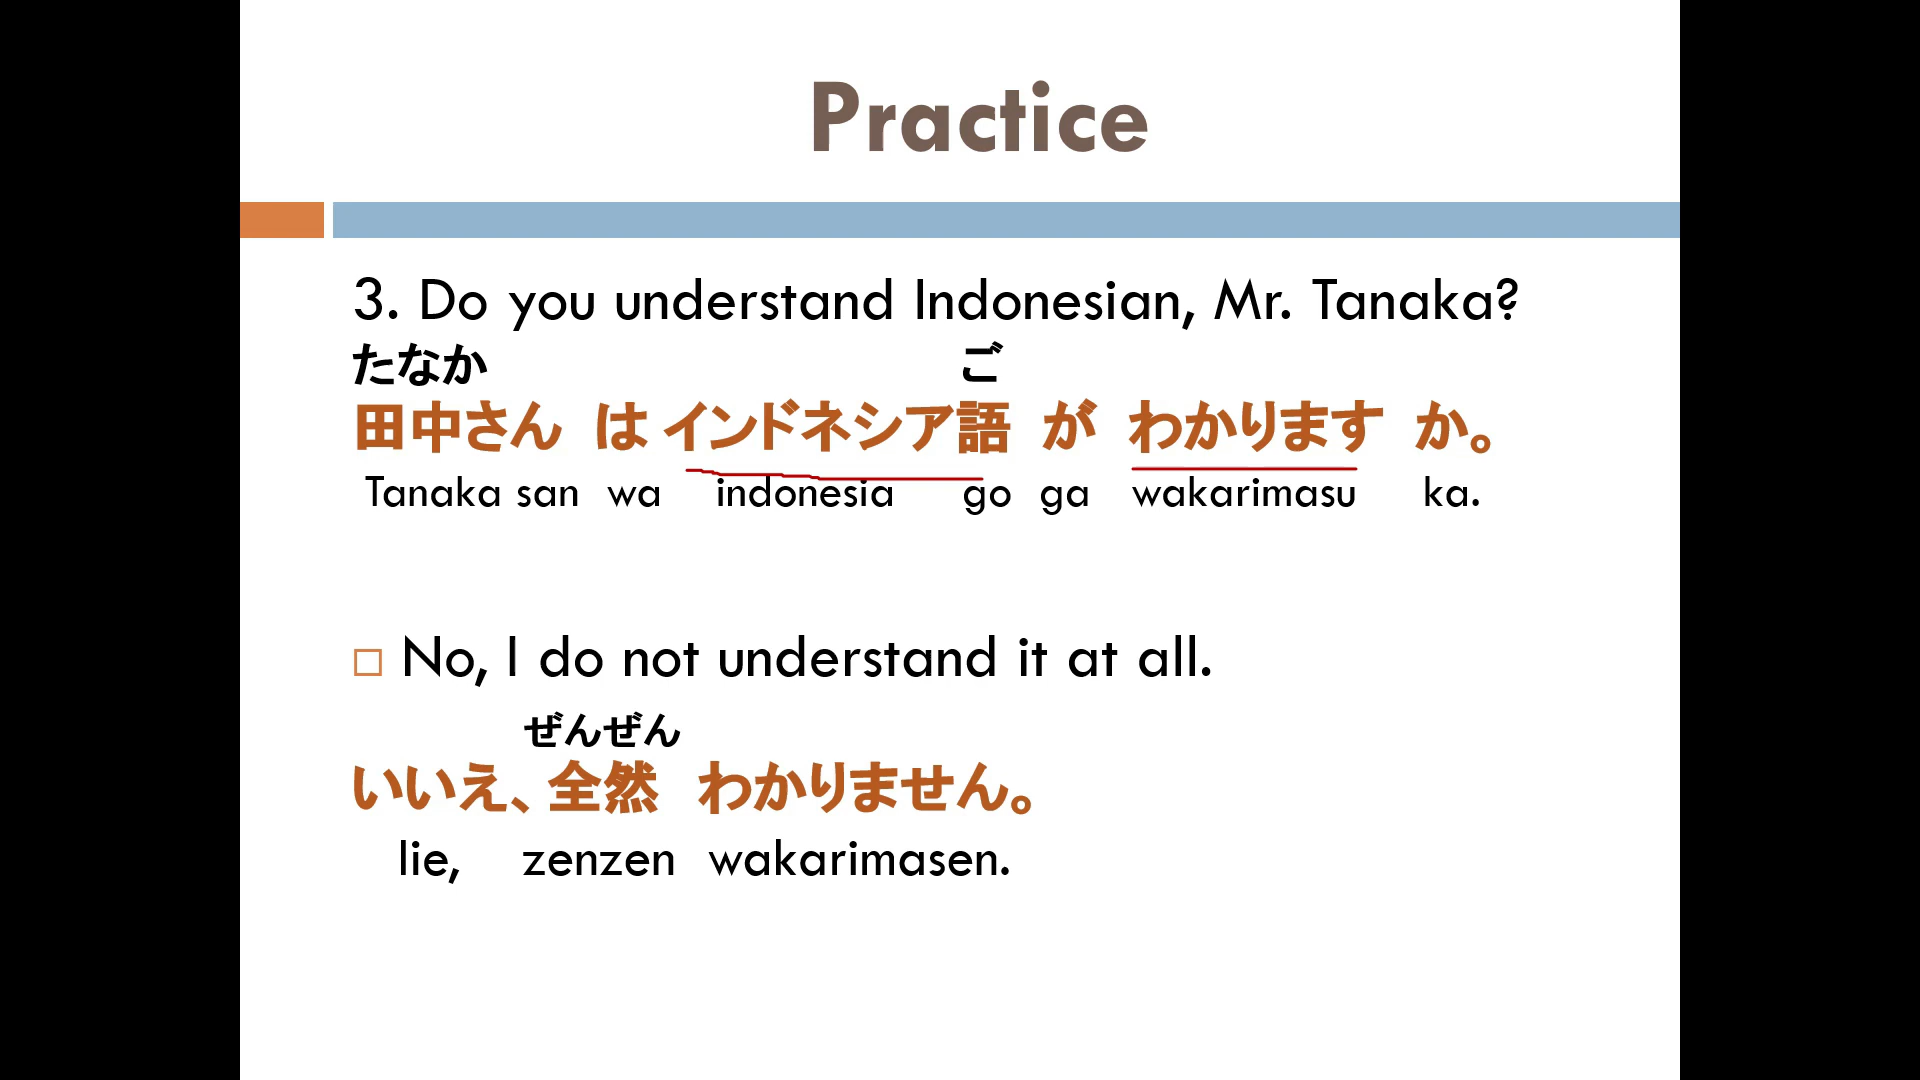 Practice
3. Do you understand Indonesian, Mr. Tanaka?
たなか ご
田中さん は インドネシア語 が わかります か。
Tanaka san wa indonesia go ga wakarimasu ka.
No, I do not understand it at all.
ぜんぜん
いいえ、全然 わかりません。
Iie, zenzen wakarimasen.